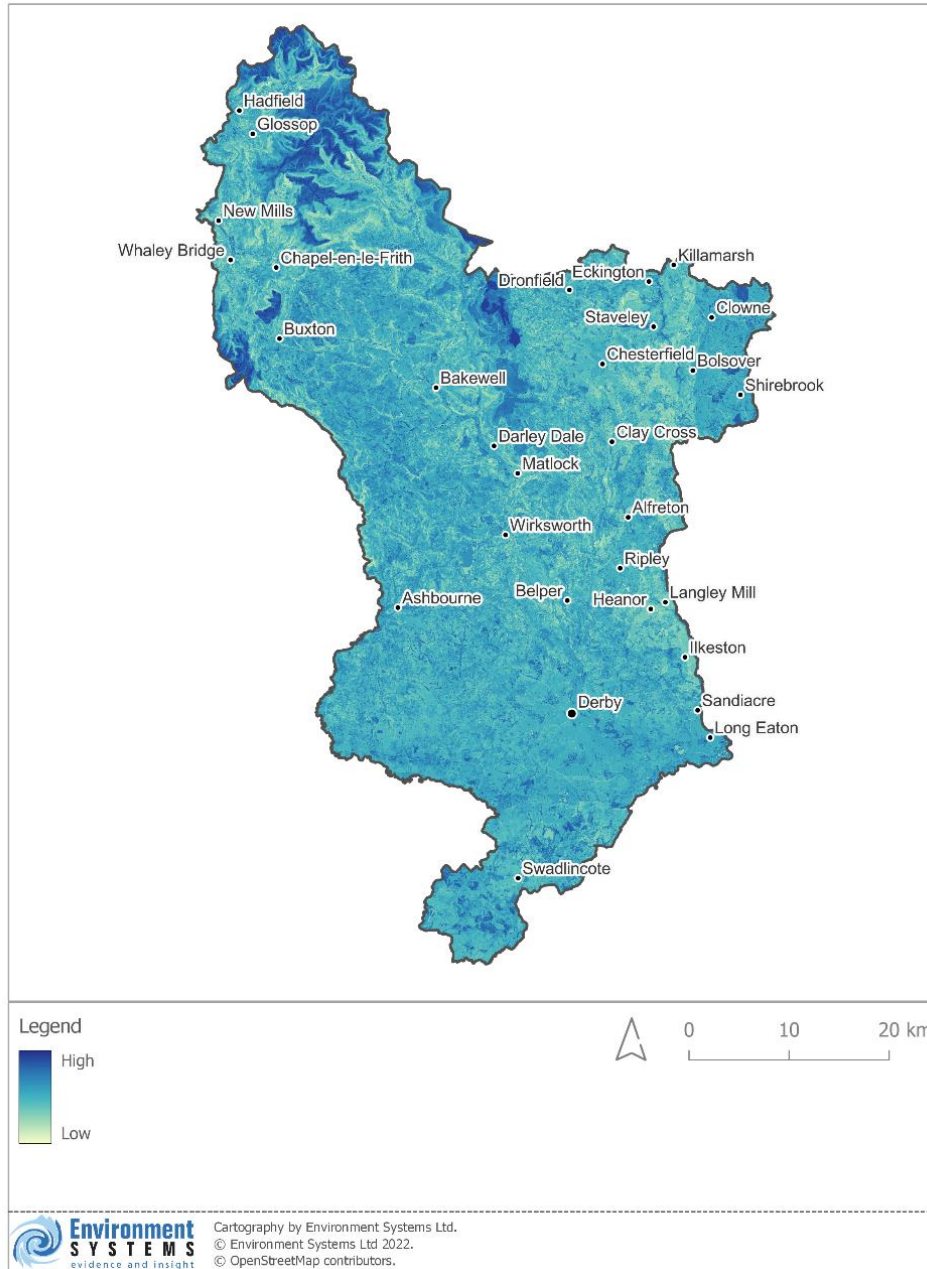 Hadfield
Glossop
New Mills
Whaley Bridge
Chapel-en-le-Frith
Killamarsh
Eckington
Dronfield
Clowne
Staveley
Buxton
Chesterfield
Bolsover
Bakewell
Shirebrook
Darley Dale
Clay Cross
Matlock
Alfreton
Wirksworth
Ripley
Ashbourne
Belper
Heanor
Langley Mill
Ilkeston
Derby
Sandiacre
Long Eaton
Swadlincote
Legend
High
Low
0 10 20 km
Environment
SYSTEMS
evidence and insight
Cartography by Environment Systems Ltd.
© Environment Systems Ltd 2022.
© OpenStreetMap contributors.